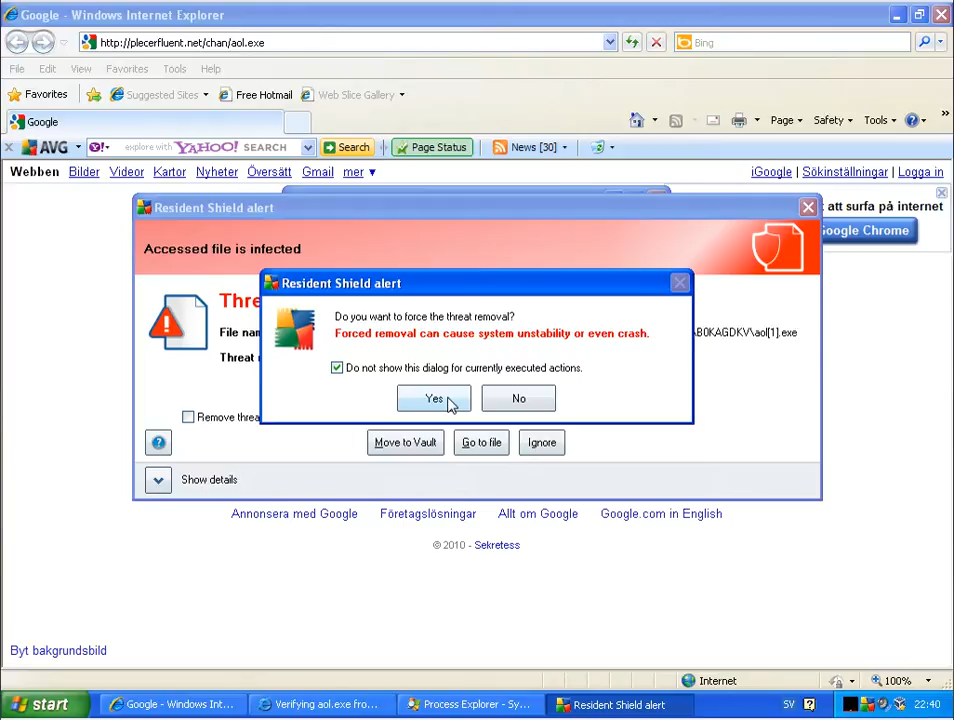 Google - Windows Internet Explorer
http://plecerfluent.net/chan/aol.exe
Bing
File Edit View Favorites Tools Help
Favorites Suggested Sites Free Hotmail Web Slice Gallery
Google
Page Safety Tools
AVG Y! explore with YAHOO! SEARCH Search Page Status News [30]
Webben Bilder Videor Kartor Nyheter Översätt Gmail mer ▼ iGoogle | Sökinställningar | Logga in
Resident Shield alert
att surfa på internet
Google Chrome
Accessed file is infected
Resident Shield alert
Do you want to force the threat removal?
Forced removal can cause system unstability or even crash.
Do not show this dialog for currently executed actions.
Yes No
Thre
File nam
B0KAGDKV\aol[1].exe
Threat
Remove threa
Move to Vault Go to file Ignore
Show details
Annonsera med Google Företagslösningar Allt om Google Google.com in English
© 2010 - Sekretess
Byt bakgrundsbild
Internet 100%
start Google - Windows Int... Verifying aol.exe fro... Process Explorer - Sy... Resident Shield alert SV 22:40